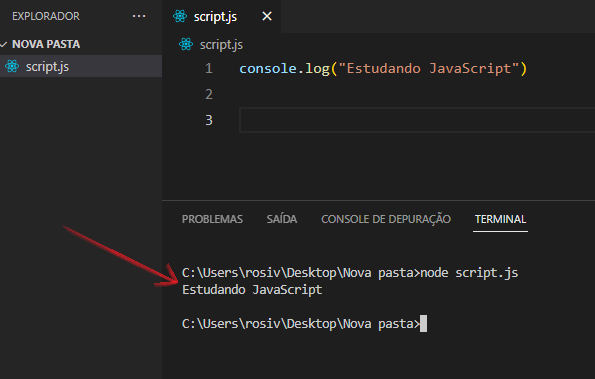 EXPLORADOR ...
NOVA PASTA
script.js
script.js
script.js
1 console.log("Estudando JavaScript")
2
3
PROBLEMAS SAÍDA CONSOLE DE DEPURAÇÃO TERMINAL
C:\Users\rosiv\Desktop\Nova pasta>node script.js
Estudando JavaScript
C:\Users\rosiv\Desktop\Nova pasta>